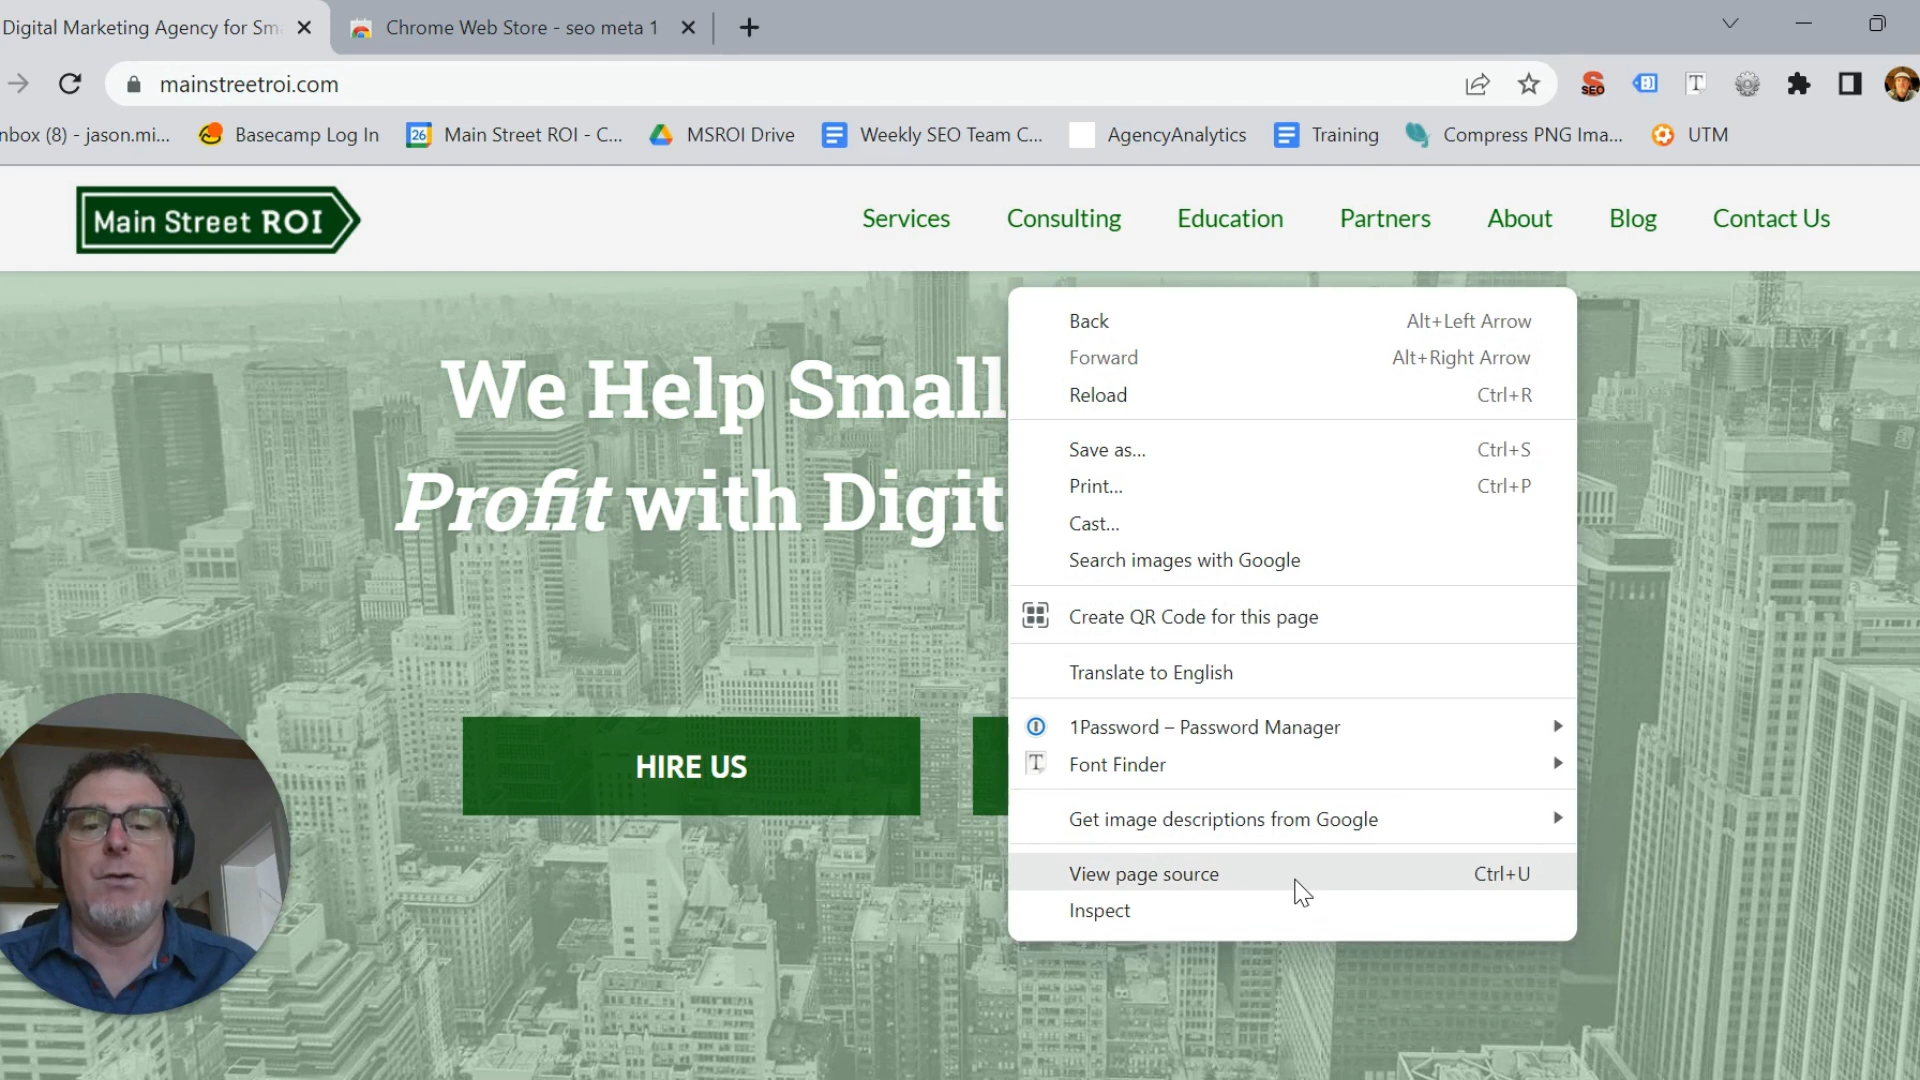 Digital Marketing Agency for Sma
Chrome Web Store - seo meta 1
mainstreetroi.com
SEO
T
nbox (8) - jason.mi...
Basecamp Log In
26
Main Street ROI - C...
MSROI Drive
Weekly SEO Team C...
AgencyAnalytics
Training
Compress PNG Ima...
UTM
Main Street ROI
Services
Consulting
Education
Partners
About
Blog
Contact Us
We Help Small
Profit with Digit
HIRE US
Back Alt+Left Arrow
Forward Alt+Right Arrow
Reload Ctrl+R
Save as... Ctrl+S
Print... Ctrl+P
Cast...
Search images with Google
Create QR Code for this page
Translate to English
1Password – Password Manager
T Font Finder
Get image descriptions from Google
View page source Ctrl+U
Inspect